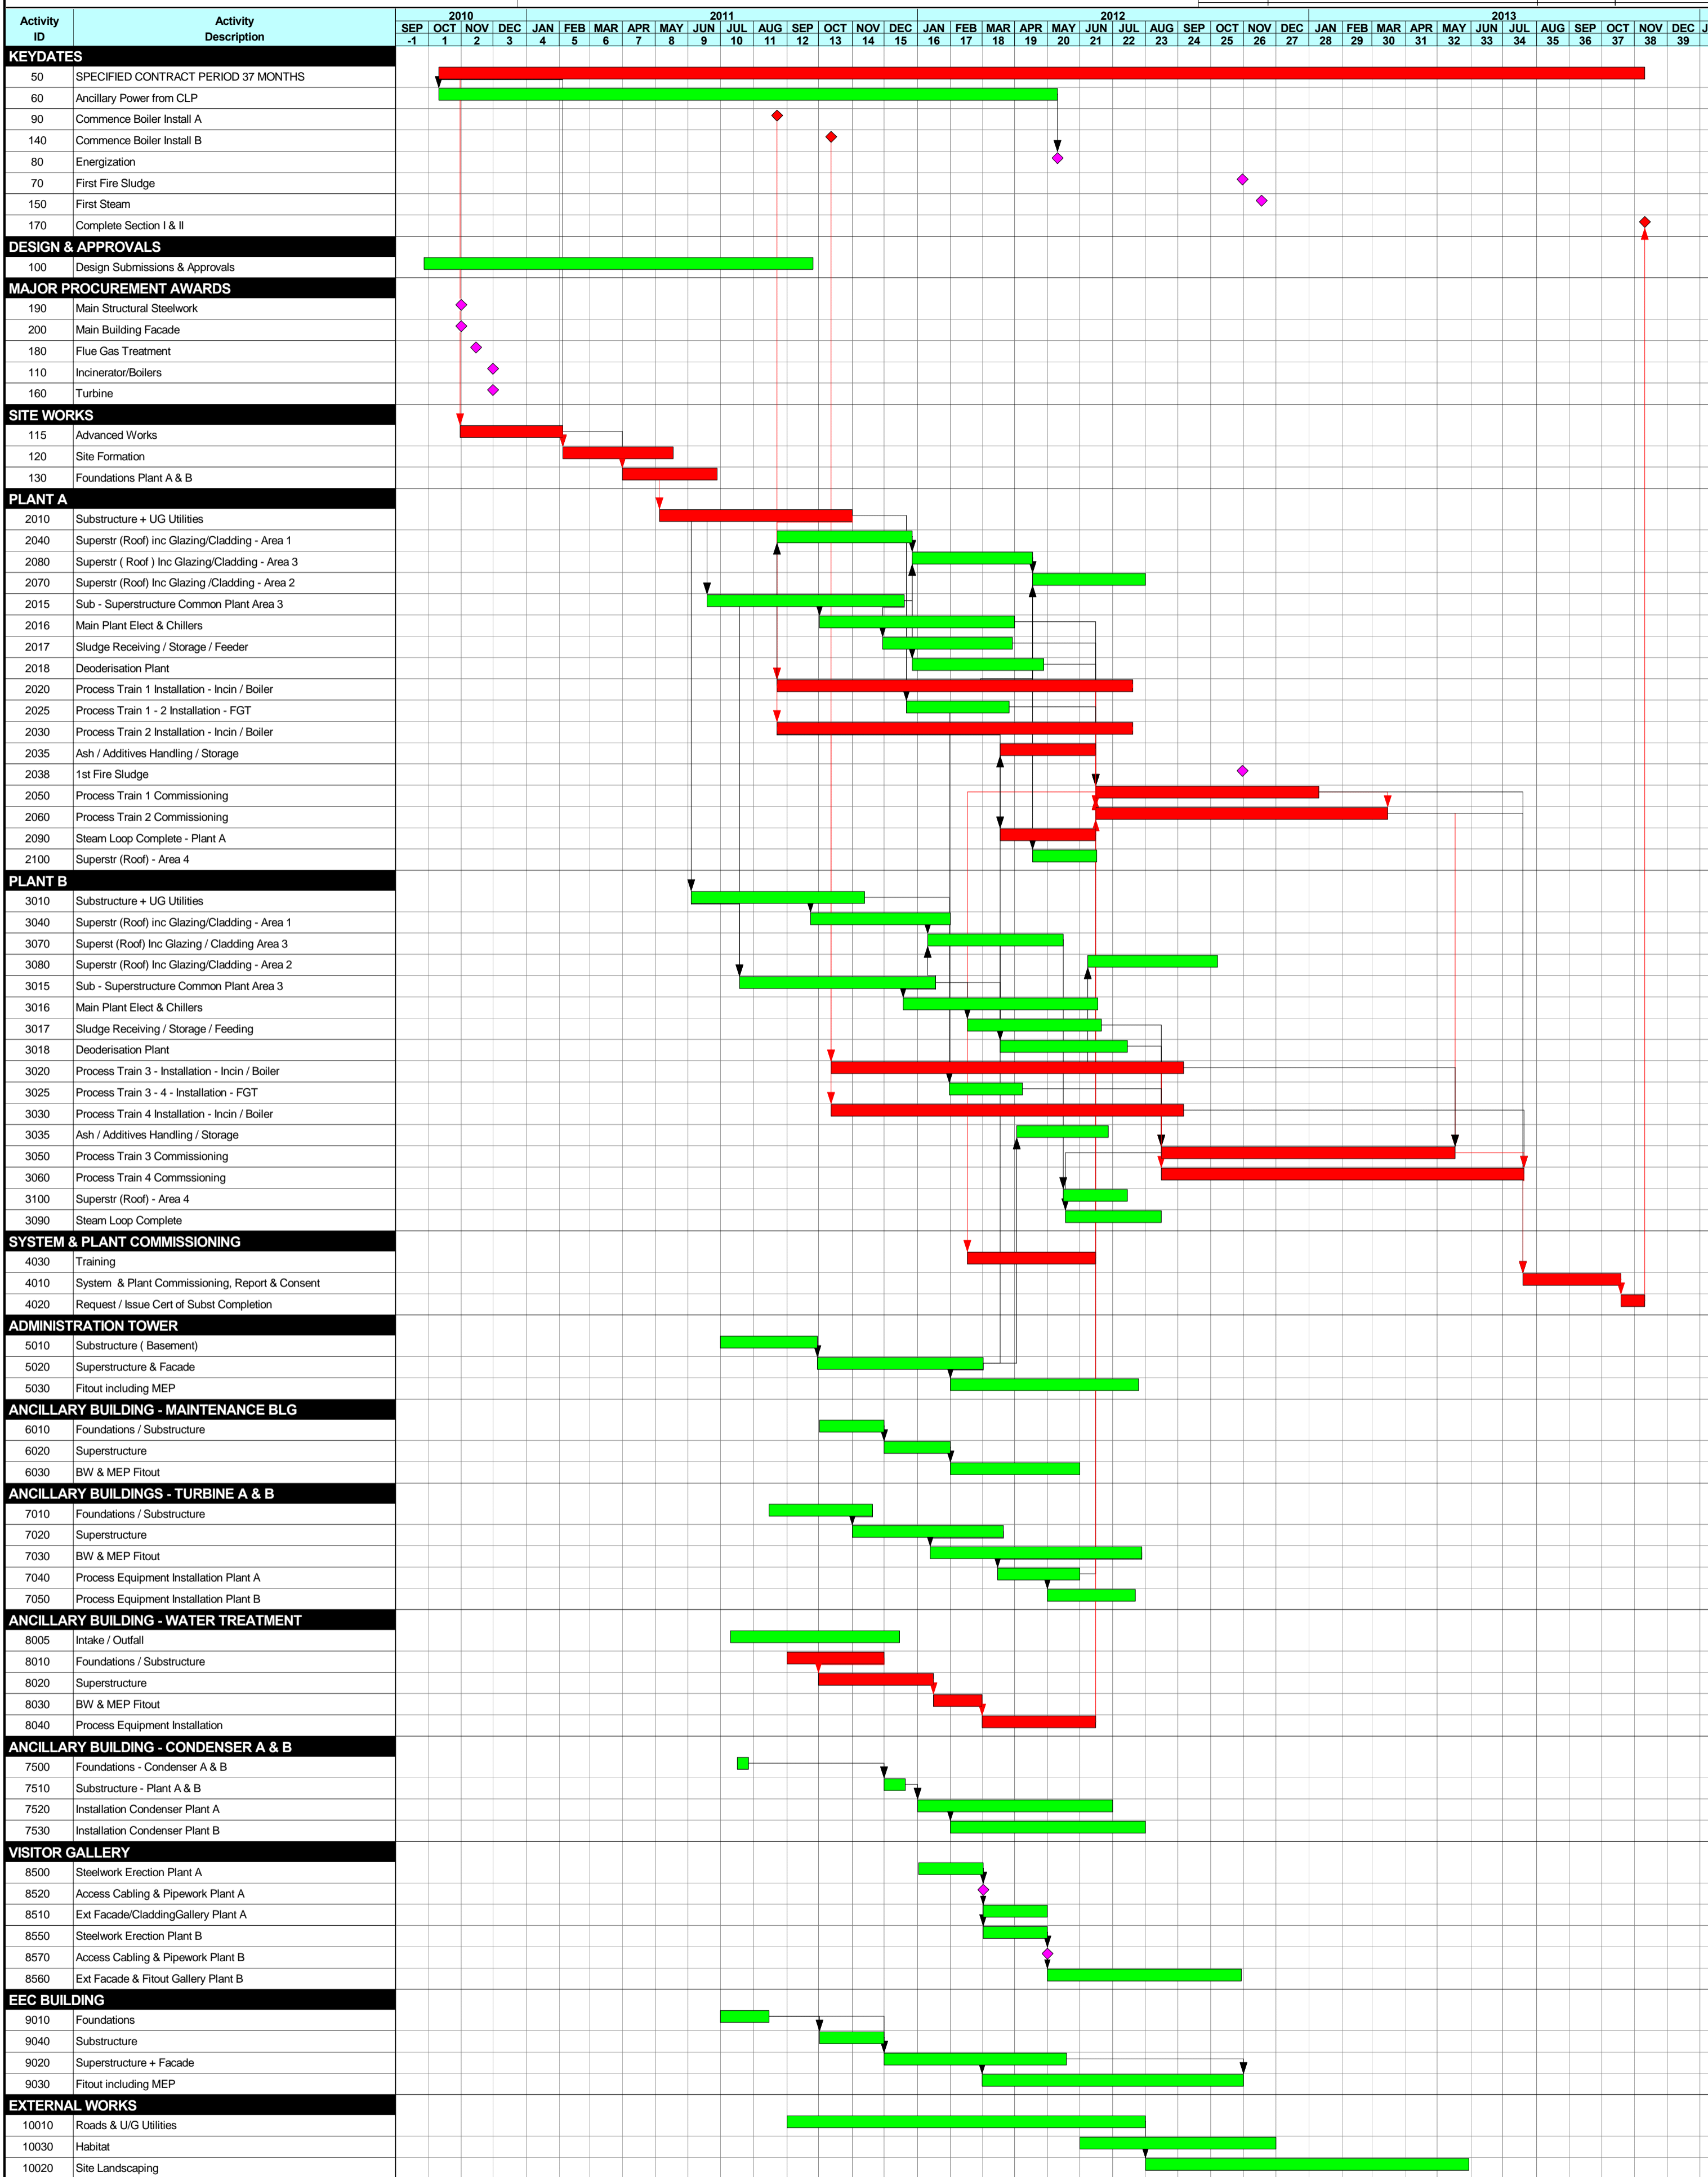 Activity ID Activity Description 2010 2011 2012 2013
SEP OCT NOV DEC JAN FEB MAR APR MAY JUN JUL AUG SEP OCT NOV DEC JAN FEB MAR APR MAY JUN JUL AUG SEP OCT NOV DEC JAN FEB MAR APR MAY JUN JUL AUG SEP OCT NOV DEC J
-1 1 2 3 4 5 6 7 8 9 10 11 12 13 14 15 16 17 18 19 20 21 22 23 24 25 26 27 28 29 30 31 32 33 34 35 36 37 38 39
KEYDATES
50 SPECIFIED CONTRACT PERIOD 37 MONTHS
60 Ancillary Power from CLP
90 Commence Boiler Install A
140 Commence Boiler Install B
80 Energization
70 First Fire Sludge
150 First Steam
170 Complete Section I & II
DESIGN & APPROVALS
100 Design Submissions & Approvals
MAJOR PROCUREMENT AWARDS
190 Main Structural Steelwork
200 Main Building Facade
180 Flue Gas Treatment
110 Incinerator/Boilers
160 Turbine
SITE WORKS
115 Advanced Works
120 Site Formation
130 Foundations Plant A & B
PLANT A
2010 Substructure + UG Utilities
2040 Superstr (Roof) inc Glazing/Cladding - Area 1
2080 Superstr ( Roof ) Inc Glazing/Cladding - Area 3
2070 Superstr (Roof) Inc Glazing /Cladding - Area 2
2015 Sub - Superstructure Common Plant Area 3
2016 Main Plant Elect & Chillers
2017 Sludge Receiving / Storage / Feeder
2018 Deoderisation Plant
2020 Process Train 1 Installation - Incin / Boiler
2025 Process Train 1 - 2 Installation - FGT
2030 Process Train 2 Installation - Incin / Boiler
2035 Ash / Additives Handling / Storage
2038 1st Fire Sludge
2050 Process Train 1 Commissioning
2060 Process Train 2 Commissioning
2090 Steam Loop Complete - Plant A
2100 Superstr (Roof) - Area 4
PLANT B
3010 Substructure + UG Utilities
3040 Superstr (Roof) inc Glazing/Cladding - Area 1
3070 Superst (Roof) Inc Glazing / Cladding Area 3
3080 Superstr (Roof) Inc Glazing/Cladding - Area 2
3015 Sub - Superstructure Common Plant Area 3
3016 Main Plant Elect & Chillers
3017 Sludge Receiving / Storage / Feeding
3018 Deoderisation Plant
3020 Process Train 3 - Installation - Incin / Boiler
3025 Process Train 3 - 4 - Installation - FGT
3030 Process Train 4 Installation - Incin / Boiler
3035 Ash / Additives Handling / Storage
3050 Process Train 3 Commissioning
3060 Process Train 4 Commssioning
3100 Superstr (Roof) - Area 4
3090 Steam Loop Complete
SYSTEM & PLANT COMMISSIONING
4030 Training
4010 System & Plant Commissioning, Report & Consent
4020 Request / Issue Cert of Subst Completion
ADMINISTRATION TOWER
5010 Substructure ( Basement)
5020 Superstructure & Facade
5030 Fitout including MEP
ANCILLARY BUILDING - MAINTENANCE BLG
6010 Foundations / Substructure
6020 Superstructure
6030 BW & MEP Fitout
ANCILLARY BUILDINGS - TURBINE A & B
7010 Foundations / Substructure
7020 Superstructure
7030 BW & MEP Fitout
7040 Process Equipment Installation Plant A
7050 Process Equipment Installation Plant B
ANCILLARY BUILDING - WATER TREATMENT
8005 Intake / Outfall
8010 Foundations / Substructure
8020 Superstructure
8030 BW & MEP Fitout
8040 Process Equipment Installation
ANCILLARY BUILDING - CONDENSER A & B
7500 Foundations - Condenser A & B
7510 Substructure - Plant A & B
7520 Installation Condenser Plant A
7530 Installation Condenser Plant B
VISITOR GALLERY
8500 Steelwork Erection Plant A
8520 Access Cabling & Pipework Plant A
8510 Ext Facade/CladdingGallery Plant A
8550 Steelwork Erection Plant B
8570 Access Cabling & Pipework Plant B
8560 Ext Facade & Fitout Gallery Plant B
EEC BUILDING
9010 Foundations
9040 Substructure
9020 Superstructure + Facade
9030 Fitout including MEP
EXTERNAL WORKS
10010 Roads & U/G Utilities
10030 Habitat
10020 Site Landscaping